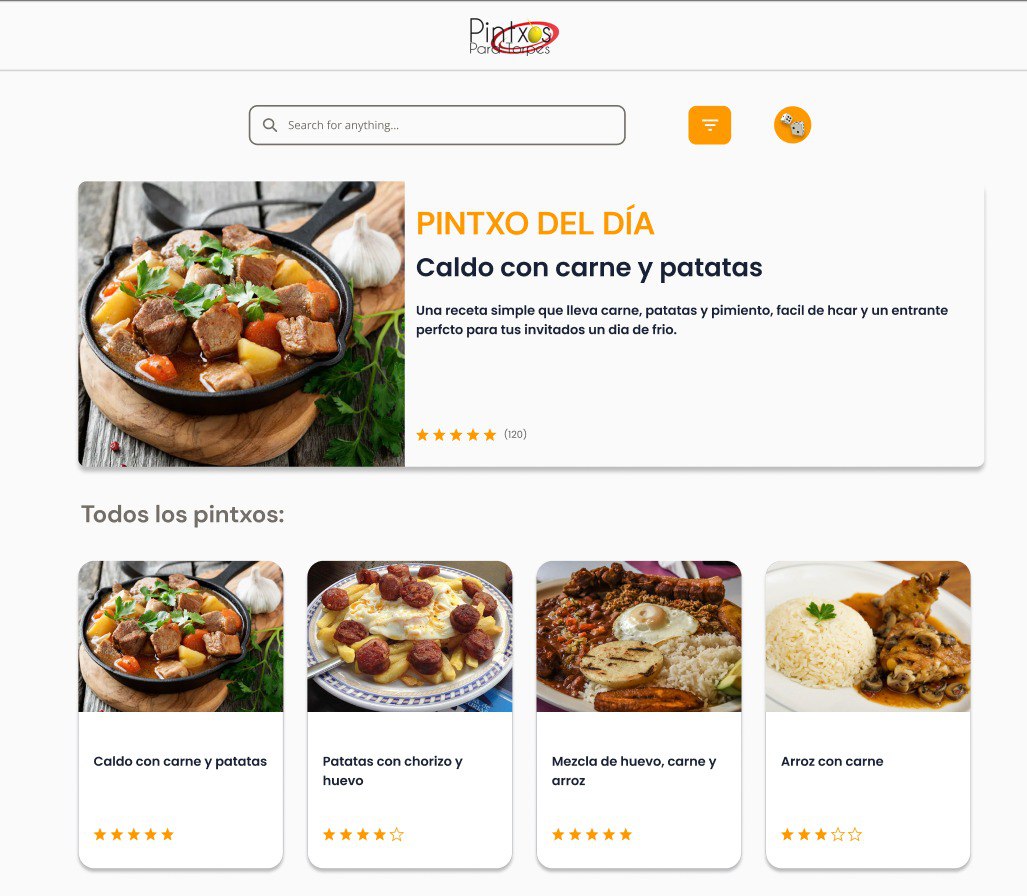 Pintxos
Para Torpes
Search for anything...
PINTXO DEL DÍA
Caldo con carne y patatas
Una receta simple que lleva carne, patatas y pimiento, facil de hcar y un entrante
perfcto para tus invitados un dia de frio.
(120)
Todos los pintxos:
Caldo con carne y patatas
Patatas con chorizo y
huevo
Mezcla de huevo, carne y
arroz
Arroz con carne